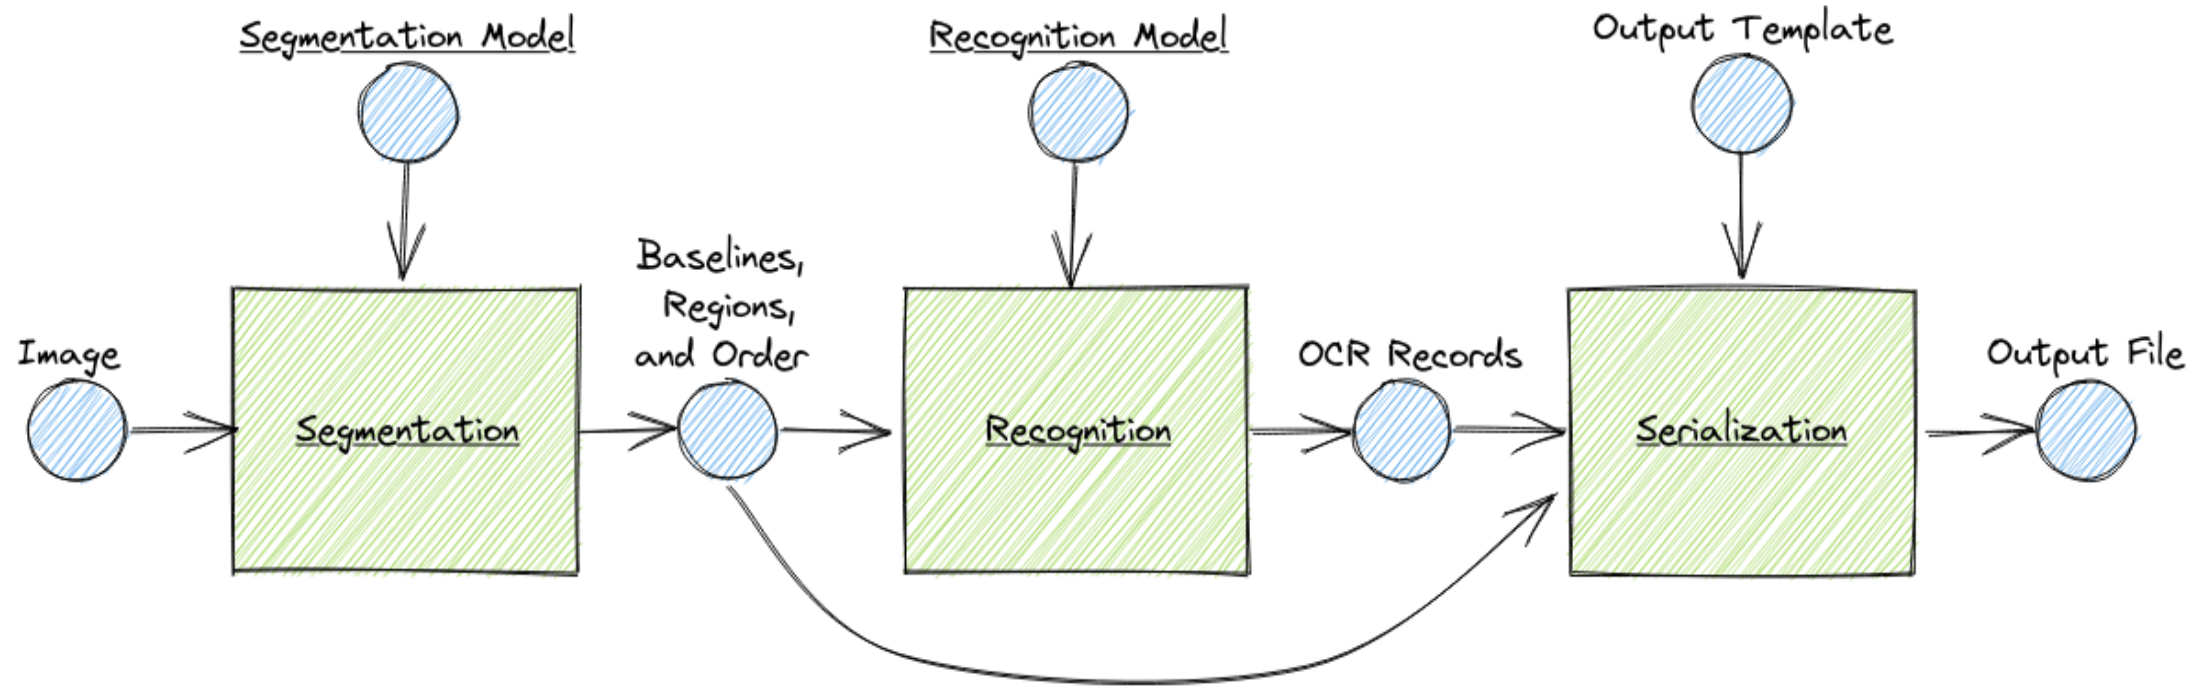 Segmentation Model
Recognition Model
Output Template
Image
Segmentation
Baselines,
Regions,
and Order
Recognition
OCR Records
Serialization
Output File